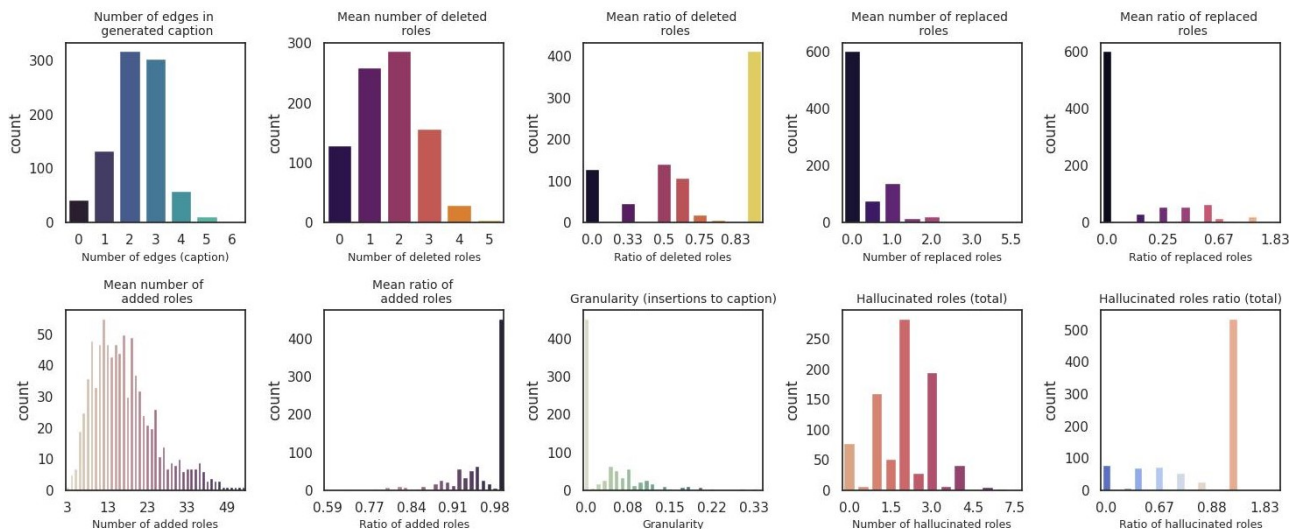 Number of edges in
generated caption
300
200
100
0
count
0 1 2 3 4 5 6
Number of edges (caption)
Mean number of deleted
roles
300
200
100
0
count
0 1 2 3 4 5
Number of deleted roles
Mean ratio of deleted
roles
400
300
200
100
0
count
0.0 0.33 0.5 0.75 0.83
Ratio of deleted roles
Mean number of replaced
roles
600
400
200
0
count
0.0 1.0 2.0 3.0 5.5
Number of replaced roles
Mean ratio of replaced
roles
600
400
200
0
count
0.0 0.25 0.67 1.83
Ratio of replaced roles
Mean number of
added roles
50
40
30
20
10
0
count
3 13 23 33 49
Number of added roles
Mean ratio of
added roles
400
300
200
100
0
count
0.59 0.77 0.84 0.91 0.98
Ratio of added roles
Granularity (insertions to caption)
400
300
200
100
0
count
0.0 0.08 0.15 0.21 0.33
Granularity
Hallucinated roles (total)
250
200
150
100
50
0
count
0.0 1.5 3.0 4.5 7.5
Number of hallucinated roles
Hallucinated roles ratio (total)
500
400
300
200
100
0
count
0.0 0.67 0.91 1.83
Ratio of hallucinated roles